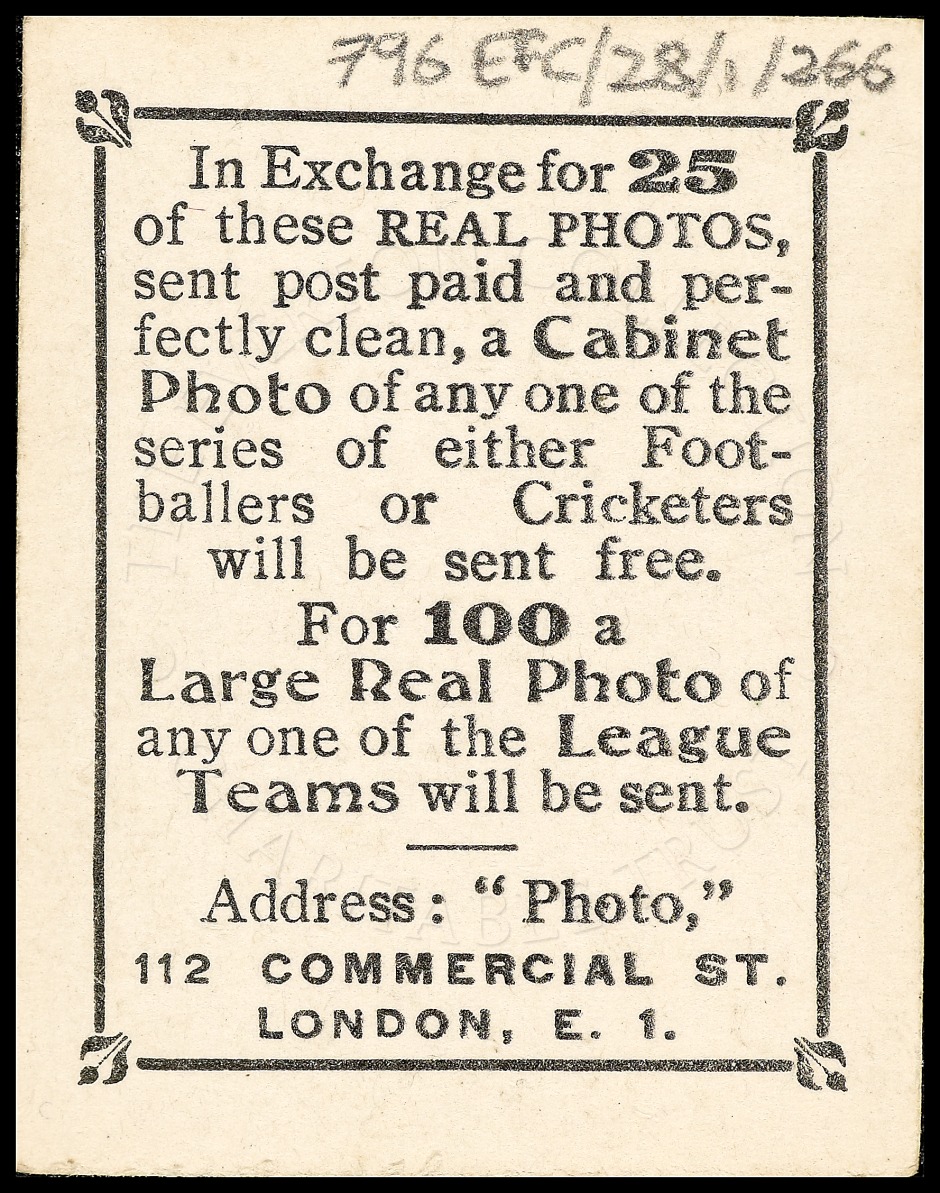 796 EFC/28/1/266
In Exchange for 25
of these REAL PHOTOS,
sent post paid and per-
fectly clean, a Cabinet
Photo of any one of the
series of either Foot-
ballers or Cricketers
will be sent free.
For 100 a
Large Real Photo of
any one of the League
Teams will be sent.
Address: "Photo,"
112 COMMERCIAL ST.
LONDON, E. 1.
CHARITABLE TRUST